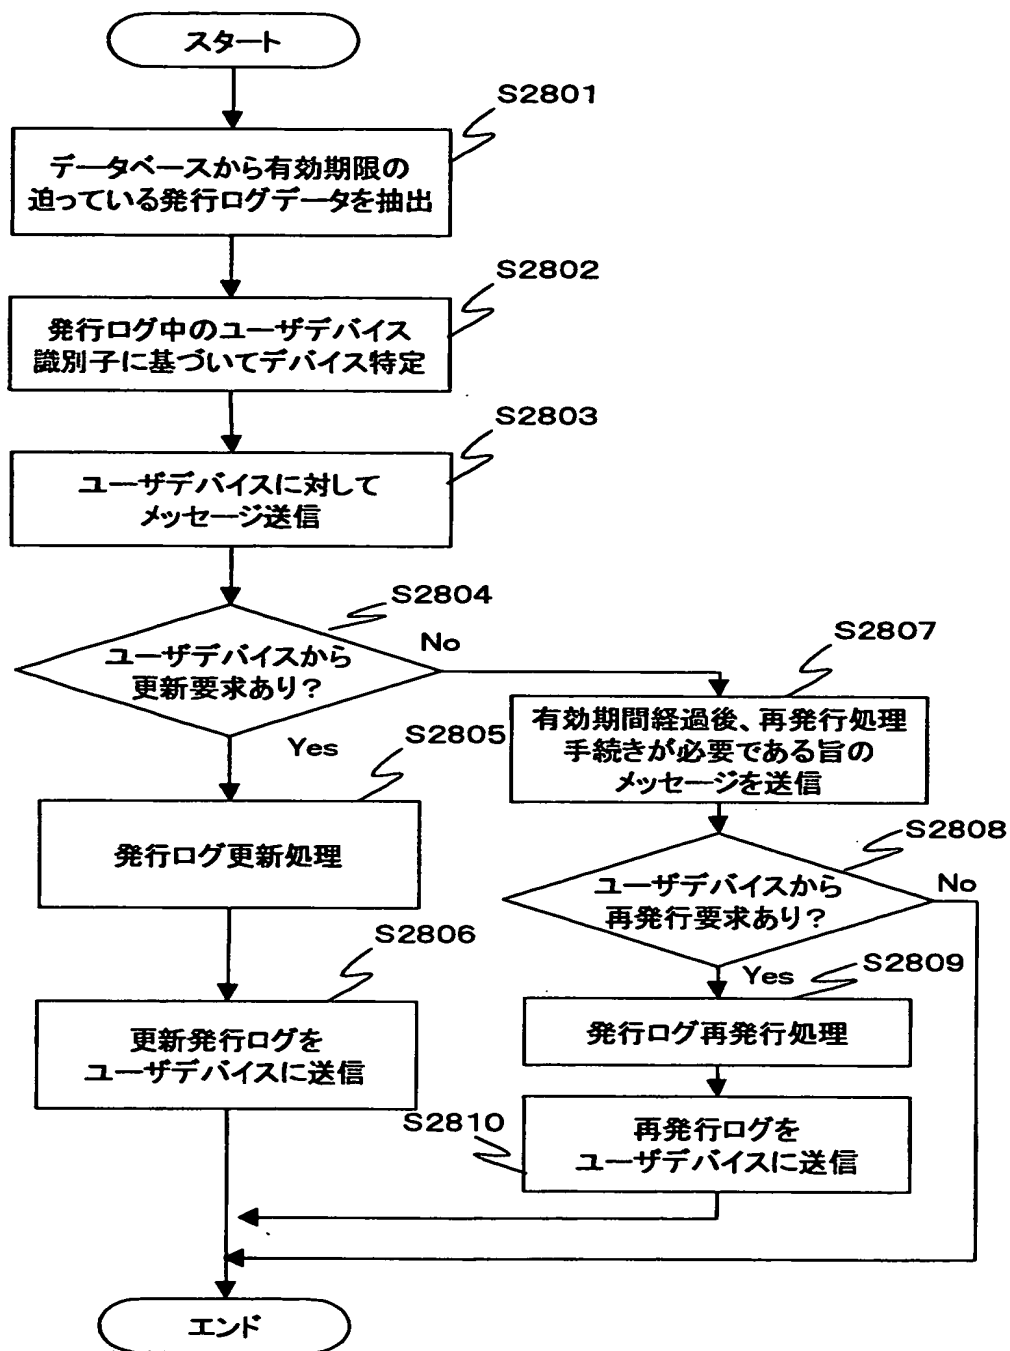 スタート
S2801
データベースから有効期限の
迫っている発行ログデータを抽出
S2802
発行ログ中のユーザデバイス
識別子に基づいてデバイス特定
S2803
ユーザデバイスに対して
メッセージ送信
S2804
ユーザデバイスから
更新要求あり?
No
Yes
S2805
発行ログ更新処理
S2806
更新発行ログを
ユーザデバイスに送信
S2807
有効期間経過後、再発行処理
手続きが必要である旨の
メッセージを送信
S2808
ユーザデバイスから
再発行要求あり?
No
Yes
S2809
発行ログ再発行処理
S2810
再発行ログを
ユーザデバイスに送信
エンド